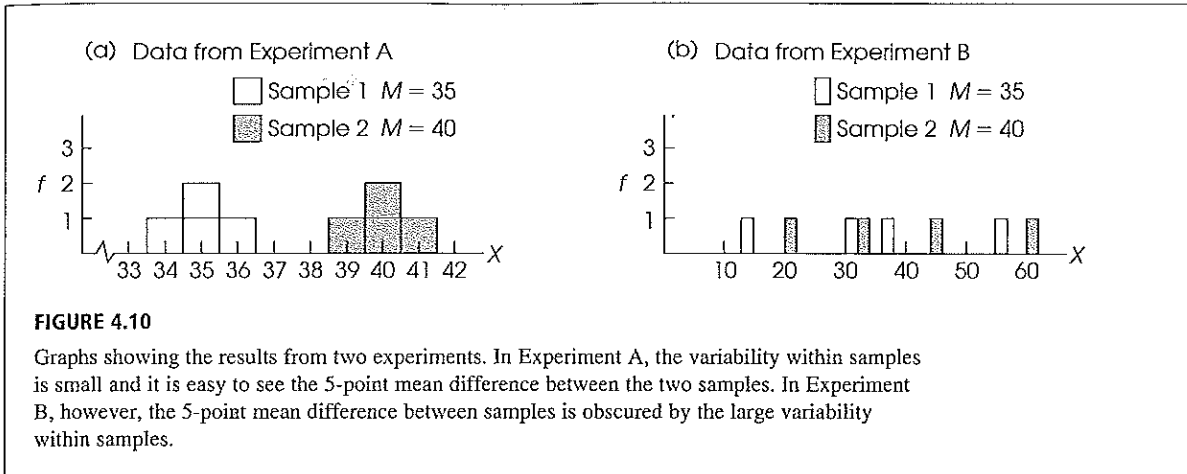 (a) Data from Experiment A
Sample 1 M = 35
Sample 2 M = 40
3
f 2
1
33 34 35 36 37 38 39 40 41 42 X
(b) Data from Experiment B
Sample 1 M = 35
Sample 2 M = 40
3
f 2
1
10 20 30 40 50 60 X
FIGURE 4.10
Graphs showing the results from two experiments. In Experiment A, the variability within samples
is small and it is easy to see the 5-point mean difference between the two samples. In Experiment
B, however, the 5-point mean difference between samples is obscured by the large variability
within samples.